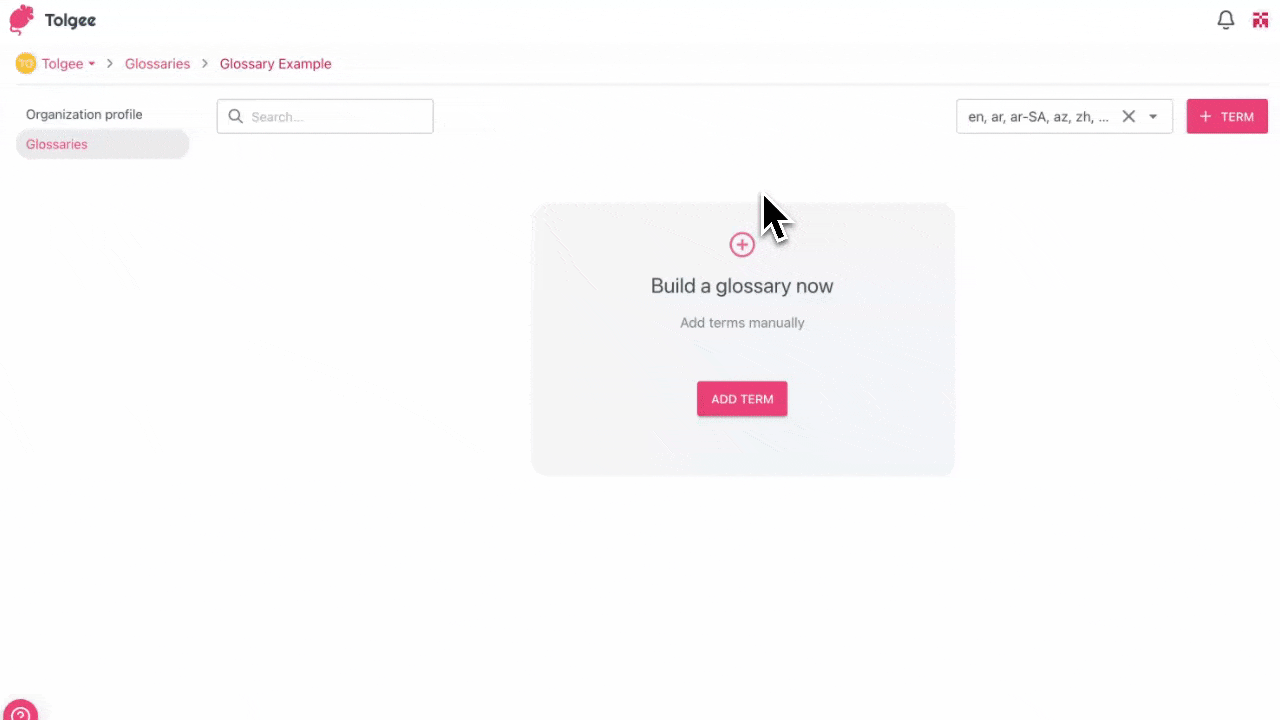 Tolgee
TO Tolgee Glossaries Glossary Example
Organization profile
Glossaries
Search...
en, ar, ar-SA, az, zh, ...
TERM
Build a glossary now
Add terms manually
ADD TERM